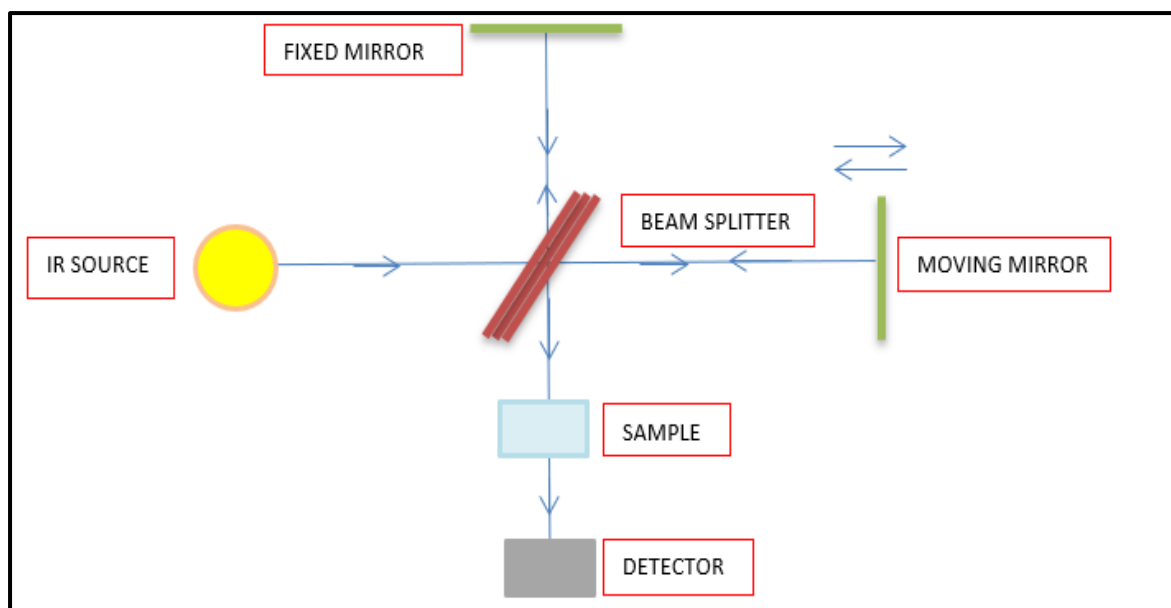 FIXED MIRROR
BEAM SPLITTER
IR SOURCE
MOVING MIRROR
SAMPLE
DETECTOR